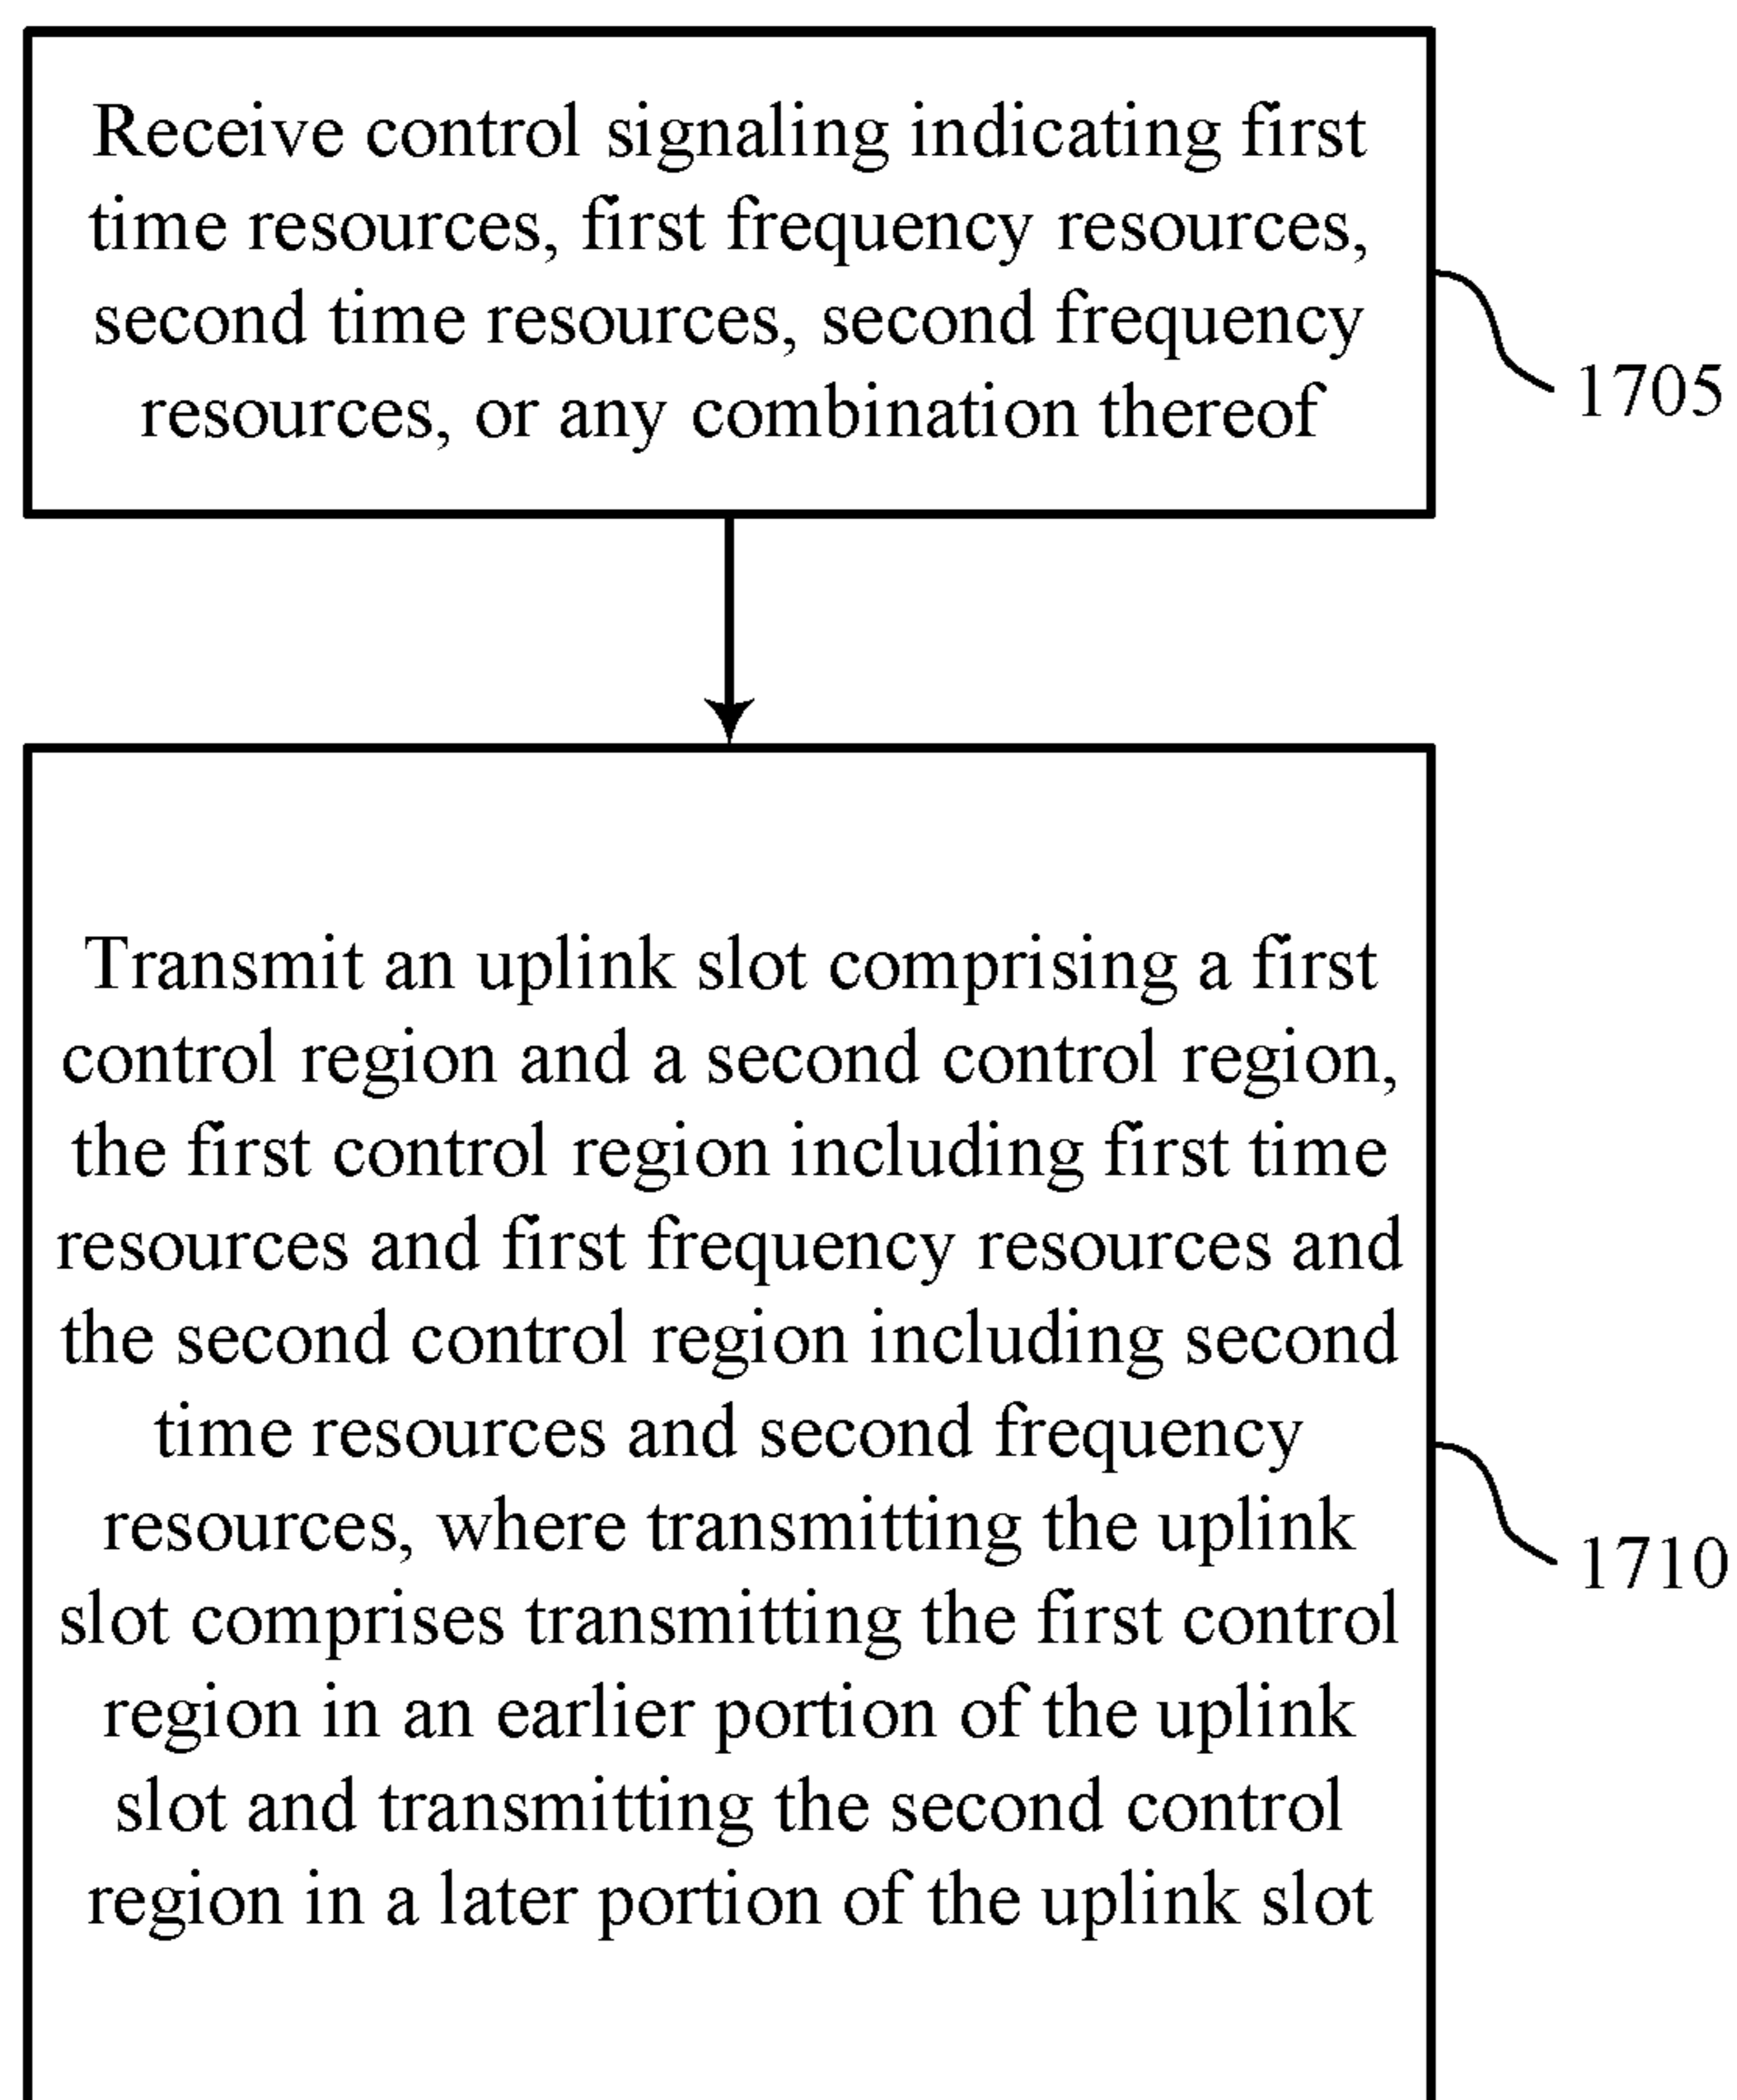 Receive control signaling indicating first
time resources, first frequency resources,
second time resources, second frequency
resources, or any combination thereof
1705
Transmit an uplink slot comprising a first
control region and a second control region,
the first control region including first time
resources and first frequency resources and
the second control region including second
time resources and second frequency
resources, where transmitting the uplink
slot comprises transmitting the first control
region in an earlier portion of the uplink
slot and transmitting the second control
region in a later portion of the uplink slot
1710